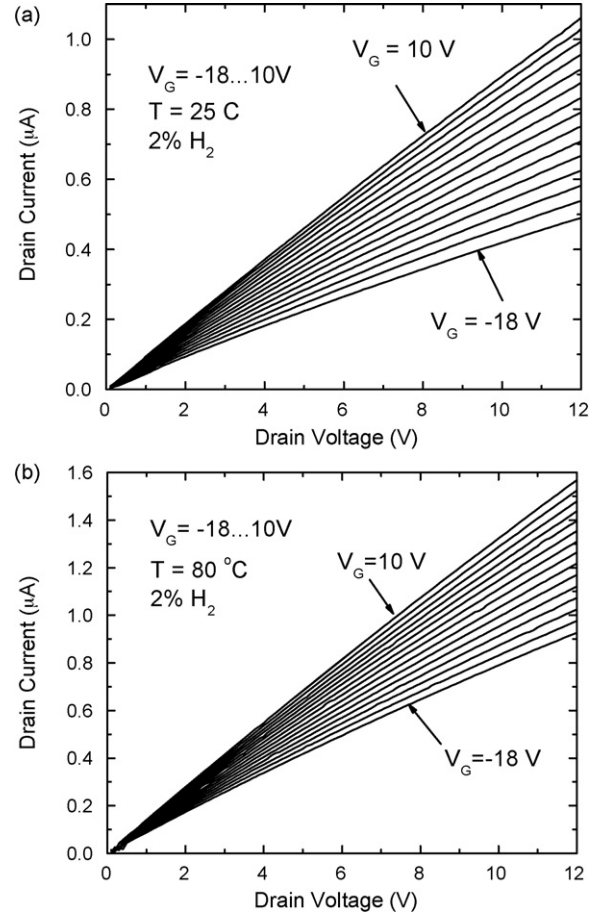 (a)
1.0
0.8
0.6
0.4
0.2
0.0
Drain Current (μA)
V_G = -18...10V
T = 25 C
2% H₂
V_G = 10 V
V_G = -18 V
0 2 4 6 8 10 12
Drain Voltage (V)
(b)
1.6
1.4
1.2
1.0
0.8
0.6
0.4
0.2
0.0
Drain Current (μA)
V_G = -18...10V
T = 80 °C
2% H₂
V_G=10 V
V_G=-18 V
0 2 4 6 8 10 12
Drain Voltage (V)